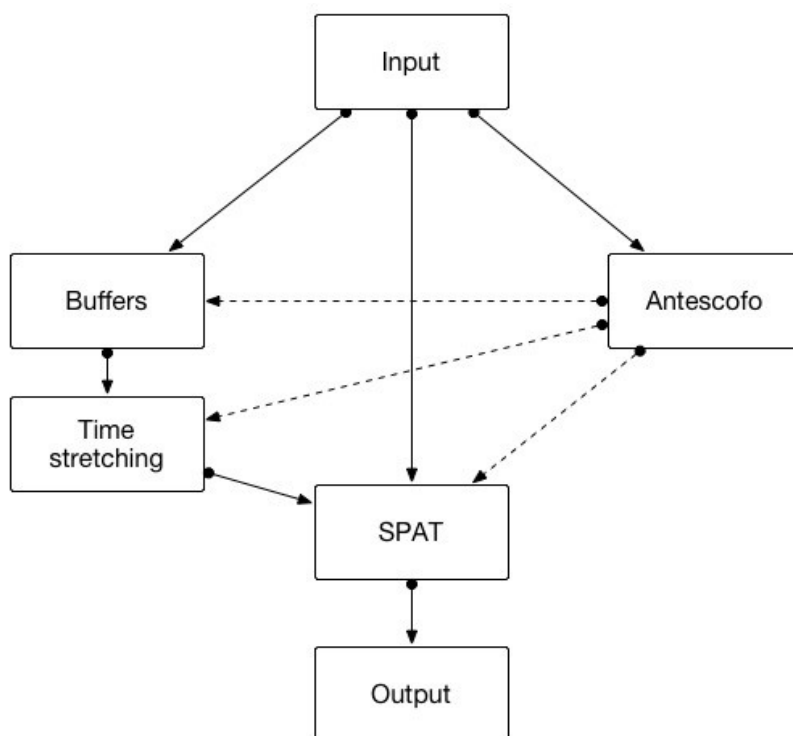 Input
Buffers
Antescofo
Time
stretching
SPAT
Output